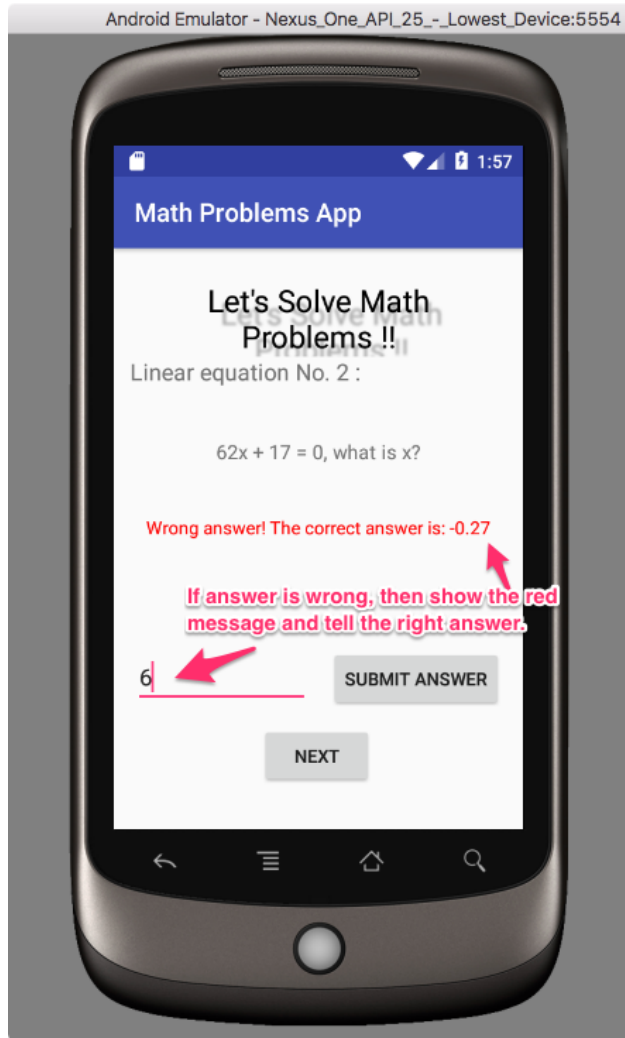 Android Emulator - Nexus_One_API_25_-_Lowest_Device:5554
1:57
Math Problems App
Let's Solve Math
Problems !!
Linear equation No. 2 :
62x + 17 = 0, what is x?
Wrong answer! The correct answer is: -0.27
If answer is wrong, then show the red
message and tell the right answer.
6
SUBMIT ANSWER
NEXT